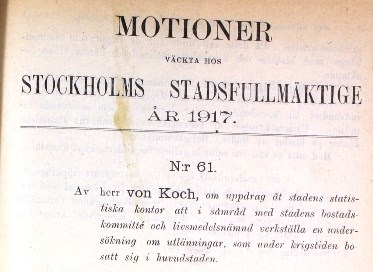 MOTIONER
VÄCKTA HOS
STOCKHOLMS STADSFULLMÄKTIGE
ÅR 1917.
N:r 61.
Av herr von Koch, om uppdrag åt stadens statis-
tiska kontor att i samråd med stadens bostads-
kommitté och livsmedelsnämnd verkställa en under-
sökning om utlänningar, som under krigstiden bo-
satt sig i huvudstaden.